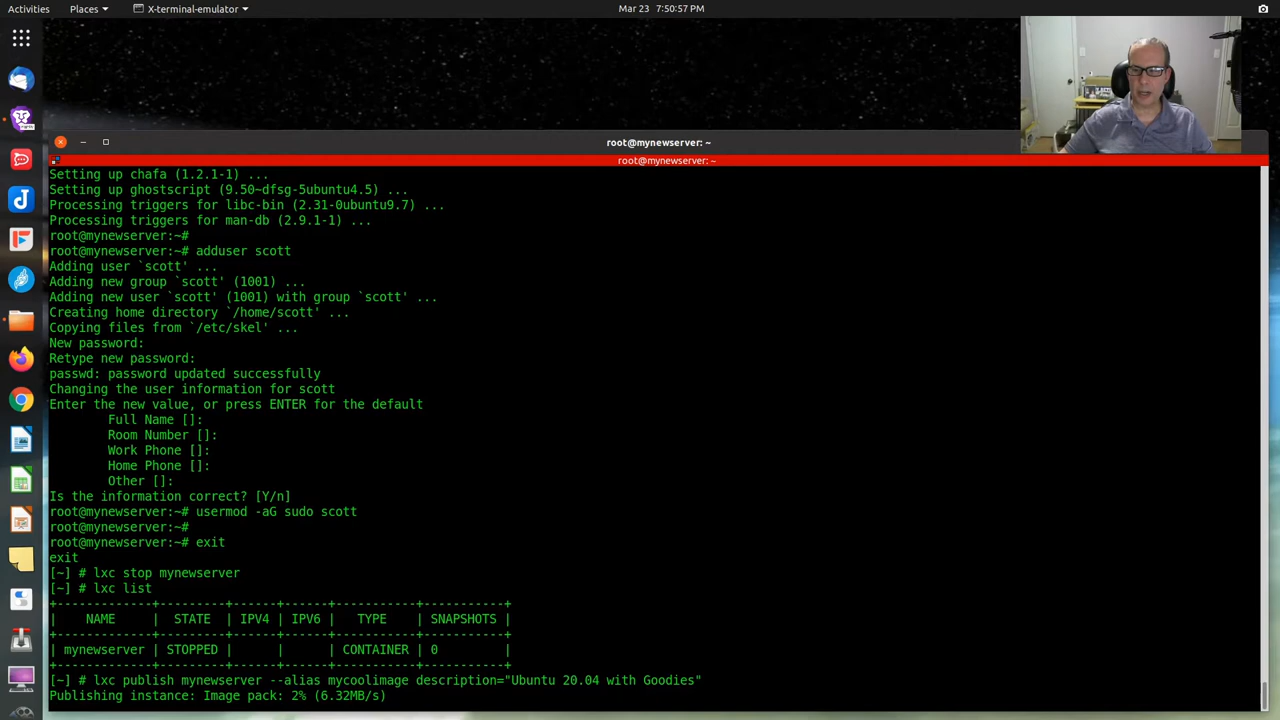 Activities Places X-terminal-emulator Mar 23 7:50:57 PM
root@mynewserver: ~
root@mynewserver: ~
Setting up chafa (1.2.1-1) ...
Setting up ghostscript (9.50~dfsg-5ubuntu4.5) ...
Processing triggers for libc-bin (2.31-0ubuntu9.7) ...
Processing triggers for man-db (2.9.1-1) ...
root@mynewserver:~#
root@mynewserver:~# adduser scott
Adding user `scott' ...
Adding new group `scott' (1001) ...
Adding new user `scott' (1001) with group `scott' ...
Creating home directory `/home/scott' ...
Copying files from `/etc/skel' ...
New password:
Retype new password:
passwd: password updated successfully
Changing the user information for scott
Enter the new value, or press ENTER for the default
Full Name []:
Room Number []:
Work Phone []:
Home Phone []:
Other []:
Is the information correct? [Y/n]
root@mynewserver:~# usermod -aG sudo scott
root@mynewserver:~#
root@mynewserver:~# exit
exit
[~] # lxc stop mynewserver
[~] # lxc list
+-------------+---------+------+------+-----------+-----------+
| NAME | STATE | IPV4 | IPV6 | TYPE | SNAPSHOTS |
+-------------+---------+------+------+-----------+-----------+
| mynewserver | STOPPED | | | CONTAINER | 0 |
+-------------+---------+------+------+-----------+-----------+
[~] # lxc publish mynewserver --alias mycoolimage description="Ubuntu 20.04 with Goodies"
Publishing instance: Image pack: 2% (6.32MB/s)